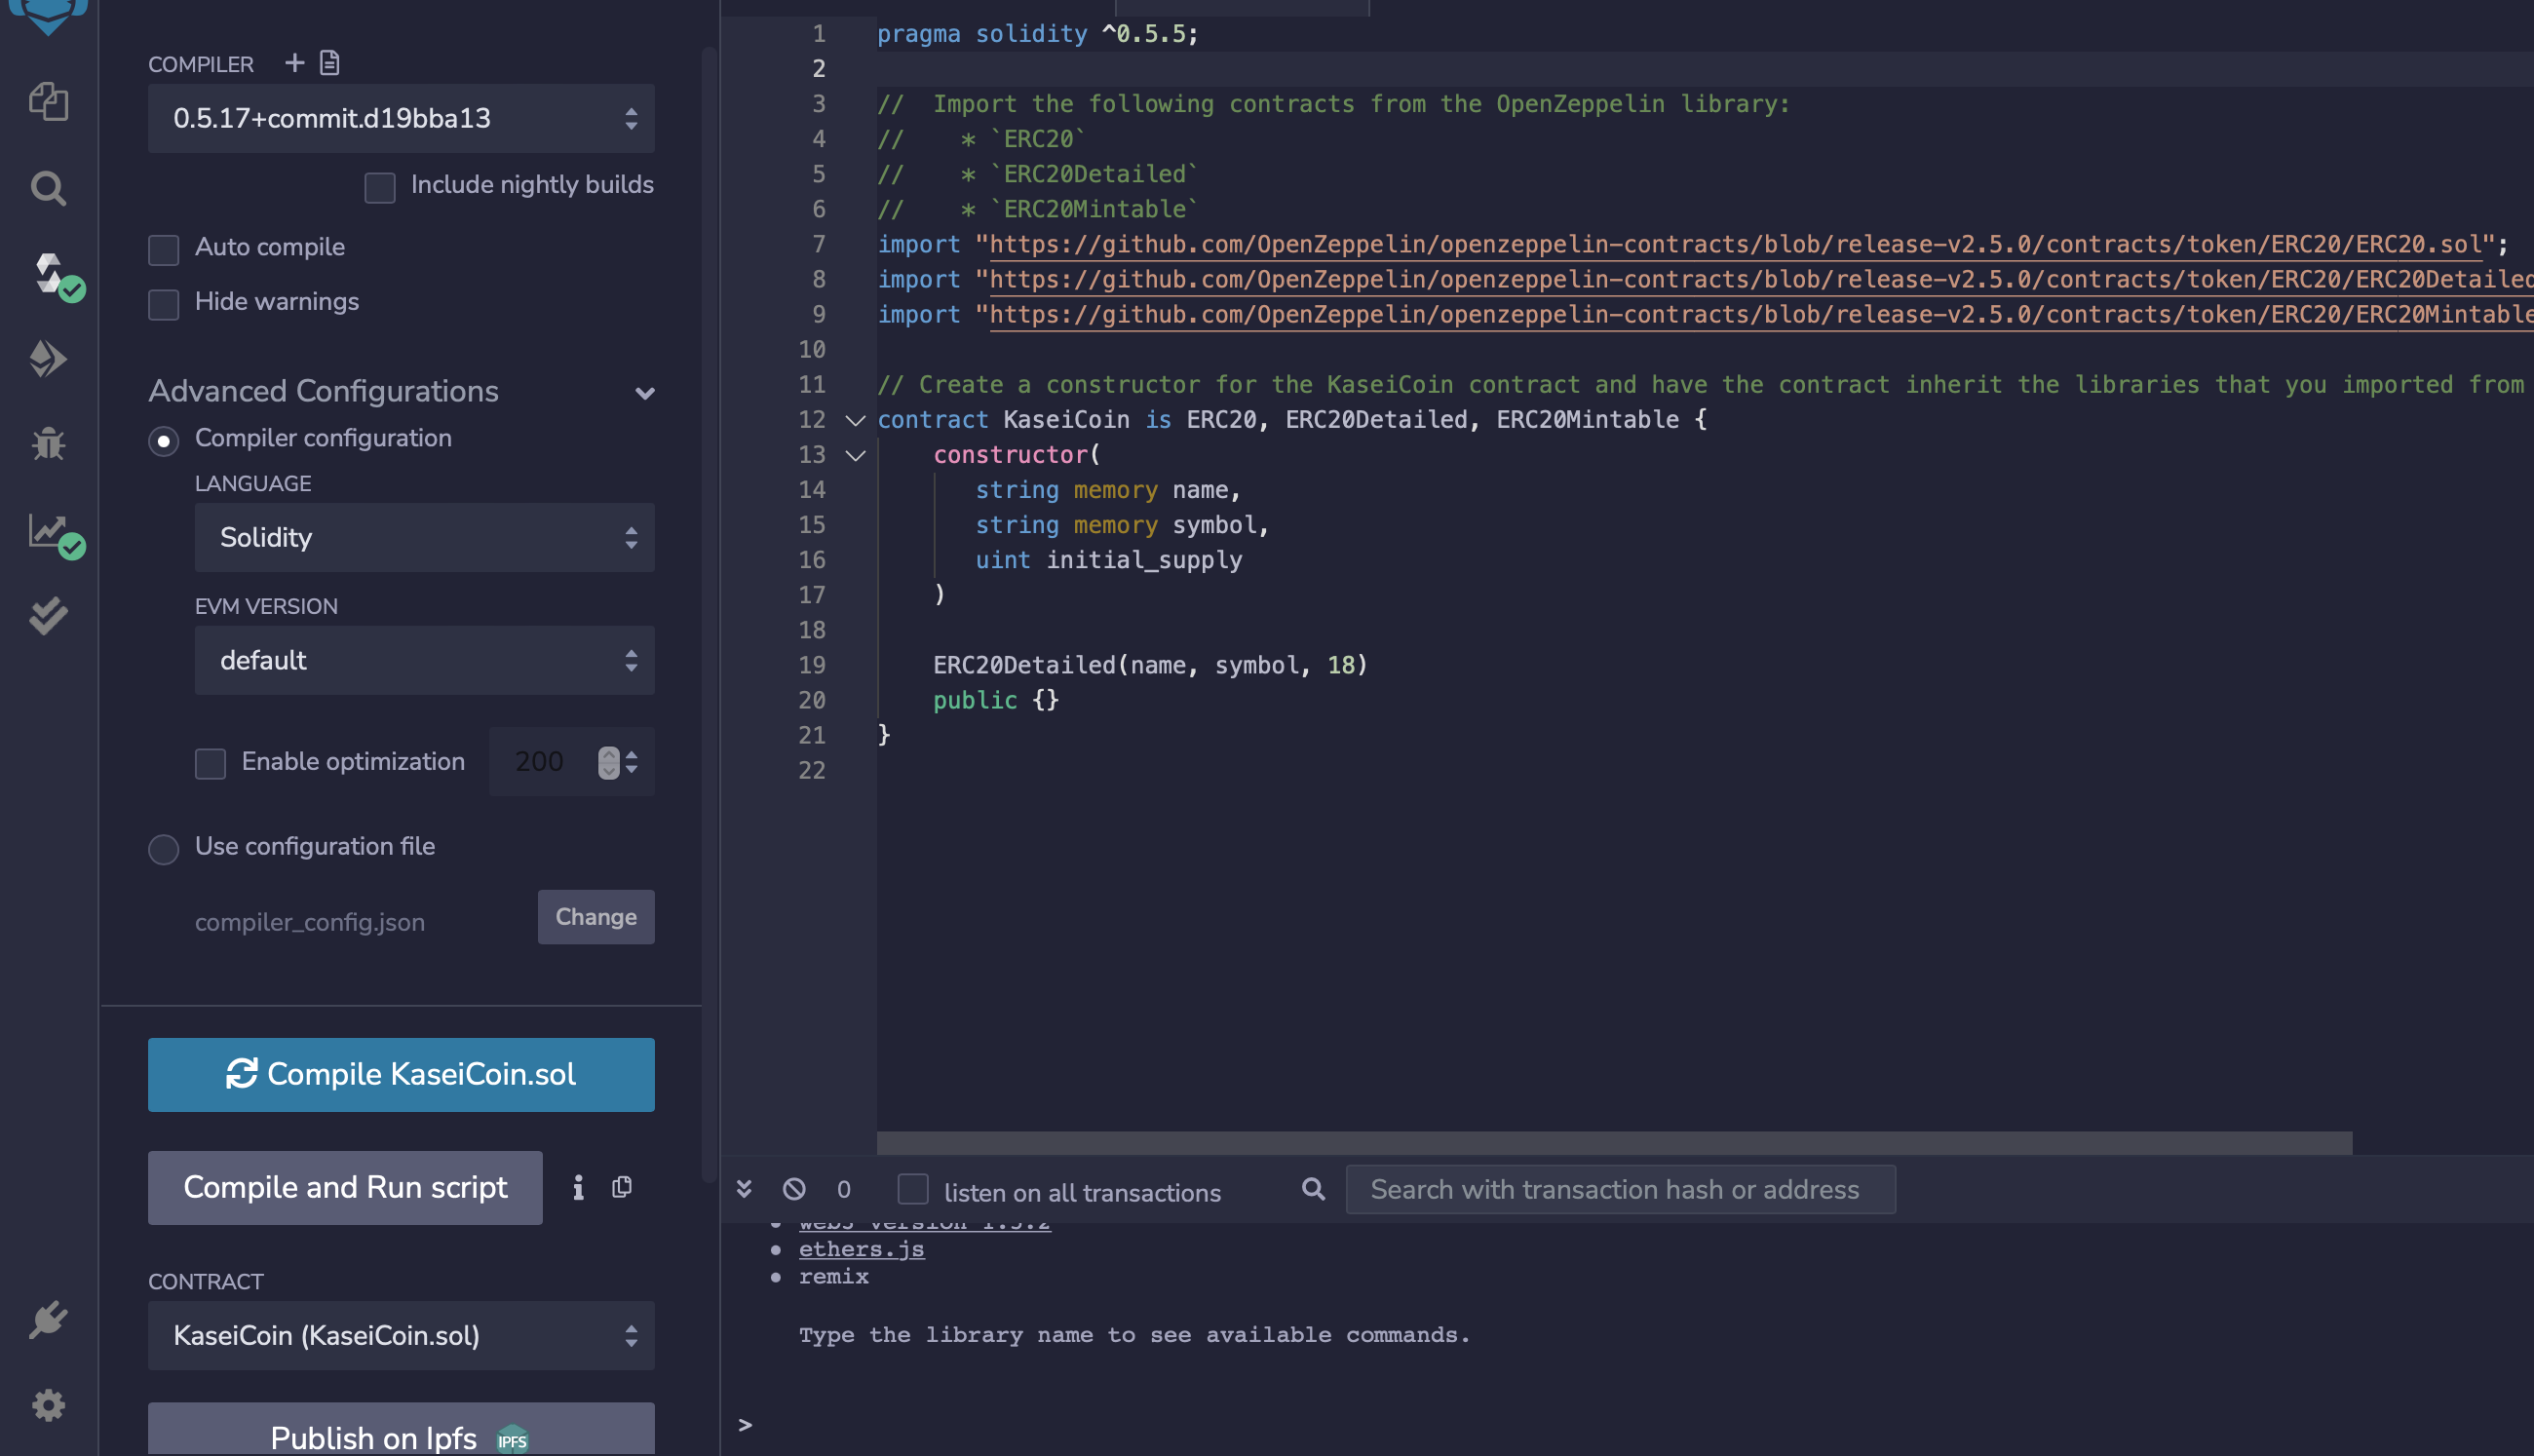 COMPILER
0.5.17+commit.d19bba13
Include nightly builds
Auto compile
Hide warnings
Advanced Configurations
Compiler configuration
LANGUAGE
Solidity
EVM VERSION
default
Enable optimization 200
Use configuration file
compiler_config.json Change
Compile KaseiCoin.sol
Compile and Run script
CONTRACT
KaseiCoin (KaseiCoin.sol)
Publish on Ipfs IPFS
1 pragma solidity ^0.5.5;
2
3 //  Import the following contracts from the OpenZeppelin library:
4 //    * `ERC20`
5 //    * `ERC20Detailed`
6 //    * `ERC20Mintable`
7 import "https://github.com/OpenZeppelin/openzeppelin-contracts/blob/release-v2.5.0/contracts/token/ERC20/ERC20.sol";
8 import "https://github.com/OpenZeppelin/openzeppelin-contracts/blob/release-v2.5.0/contracts/token/ERC20/ERC20Detailed
9 import "https://github.com/OpenZeppelin/openzeppelin-contracts/blob/release-v2.5.0/contracts/token/ERC20/ERC20Mintable
10
11 // Create a constructor for the KaseiCoin contract and have the contract inherit the libraries that you imported from
12 contract KaseiCoin is ERC20, ERC20Detailed, ERC20Mintable {
13     constructor(
14        string memory name,
15        string memory symbol,
16        uint initial_supply
17     )
18
19     ERC20Detailed(name, symbol, 18)
20     public {}
21 }
22
0 listen on all transactions Search with transaction hash or address
web3 version 1.5.2
ethers.js
remix
Type the library name to see available commands.
>